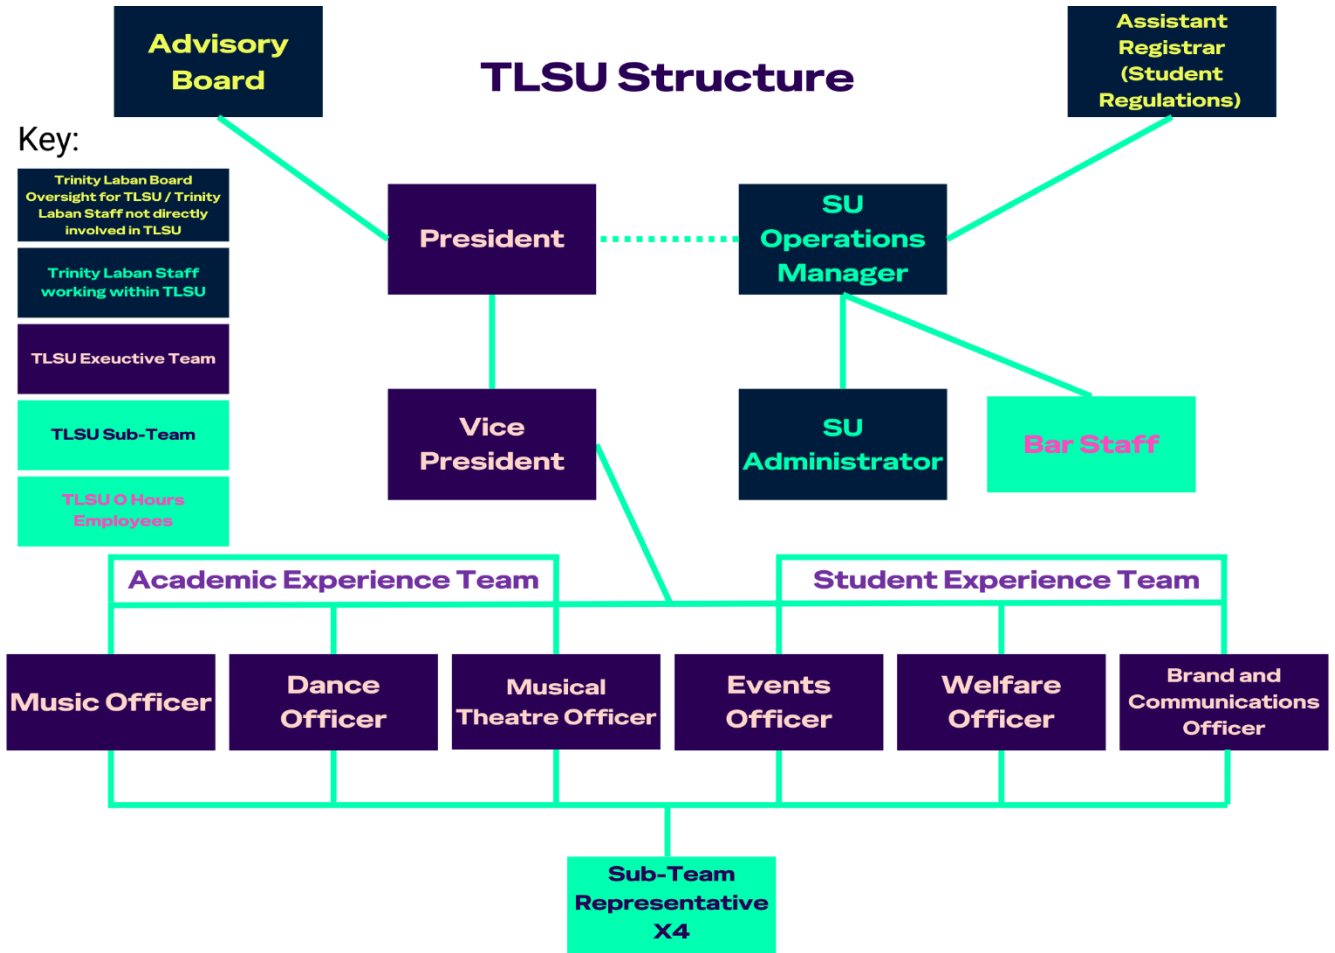 Advisory
Board
TLSU Structure
Assistant
Registrar
(Student
Regulations)
Key:
Trinity Laban Board
Oversight for TLSU / Trinity
Laban Staff not directly
involved in TLSU
Trinity Laban Staff
working within TLSU
TLSU Exeuctive Team
TLSU Sub-Team
TLSU 0 Hours
Employees
President
SU
Operations
Manager
Vice
President
SU
Administrator
Bar Staff
Academic Experience Team
Student Experience Team
Music Officer
Dance
Officer
Musical
Theatre Officer
Events
Officer
Welfare
Officer
Brand and
Communications
Officer
Sub-Team
Representative
X4